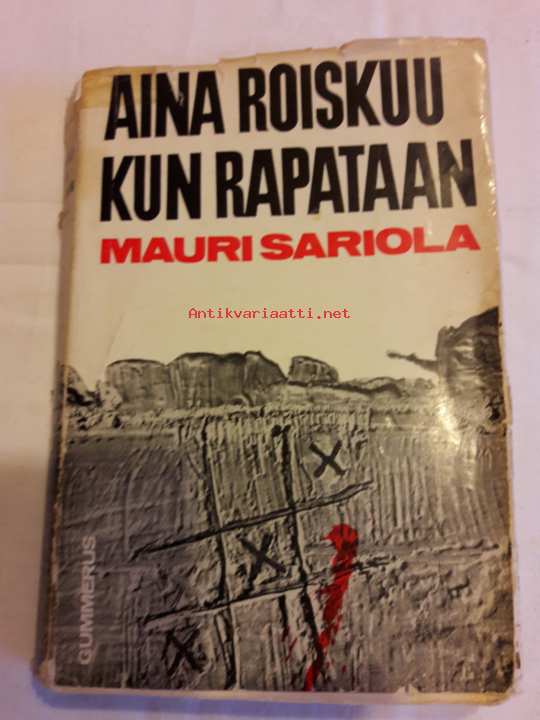 AINA ROISKUU
KUN RAPATAAN
MAURI SARIOLA
Antikvariaatti.net
X
X
X
GUMMERUS